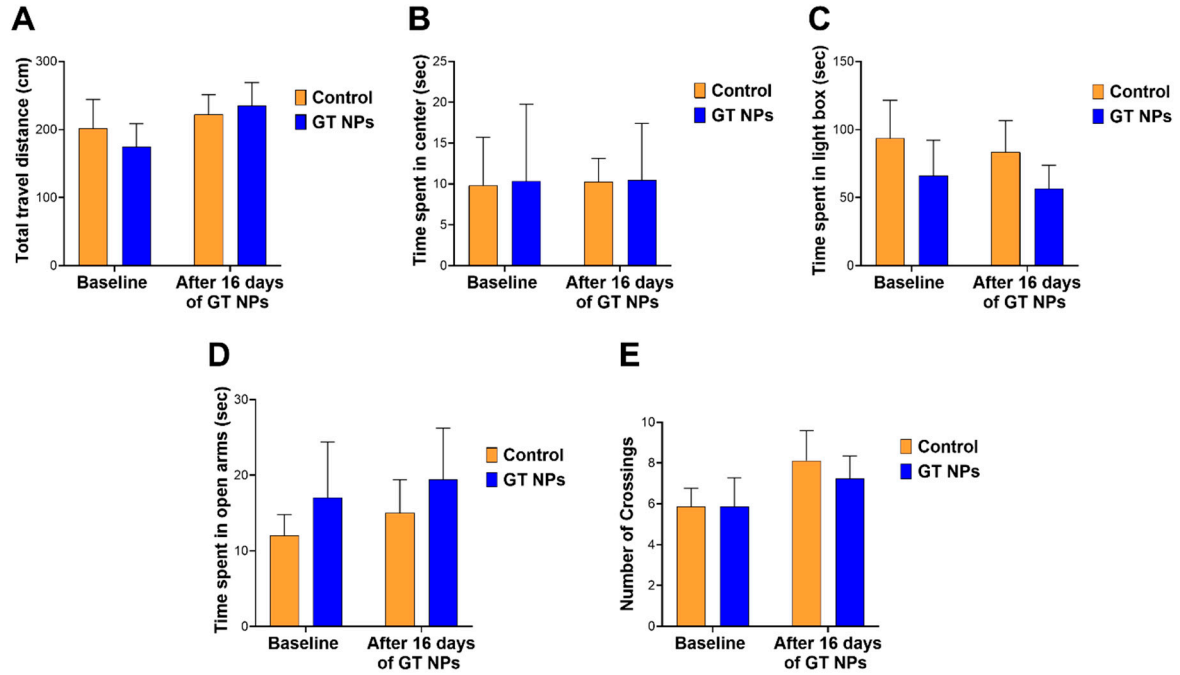 A
Total travel distance (cm)
300
200
100
0
Baseline
After 16 days
of GT NPs
Control
GT NPs
B
Time spent in center (sec)
25
20
15
10
5
0
Baseline
After 16 days
of GT NPs
Control
GT NPs
C
Time spent in light box (sec)
150
100
50
0
Baseline
After 16 days
of GT NPs
Control
GT NPs
D
Time spent in open arms (sec)
30
20
10
0
Baseline
After 16 days
of GT NPs
Control
GT NPs
E
Number of Crossings
10
8
6
4
2
0
Baseline
After 16 days
of GT NPs
Control
GT NPs